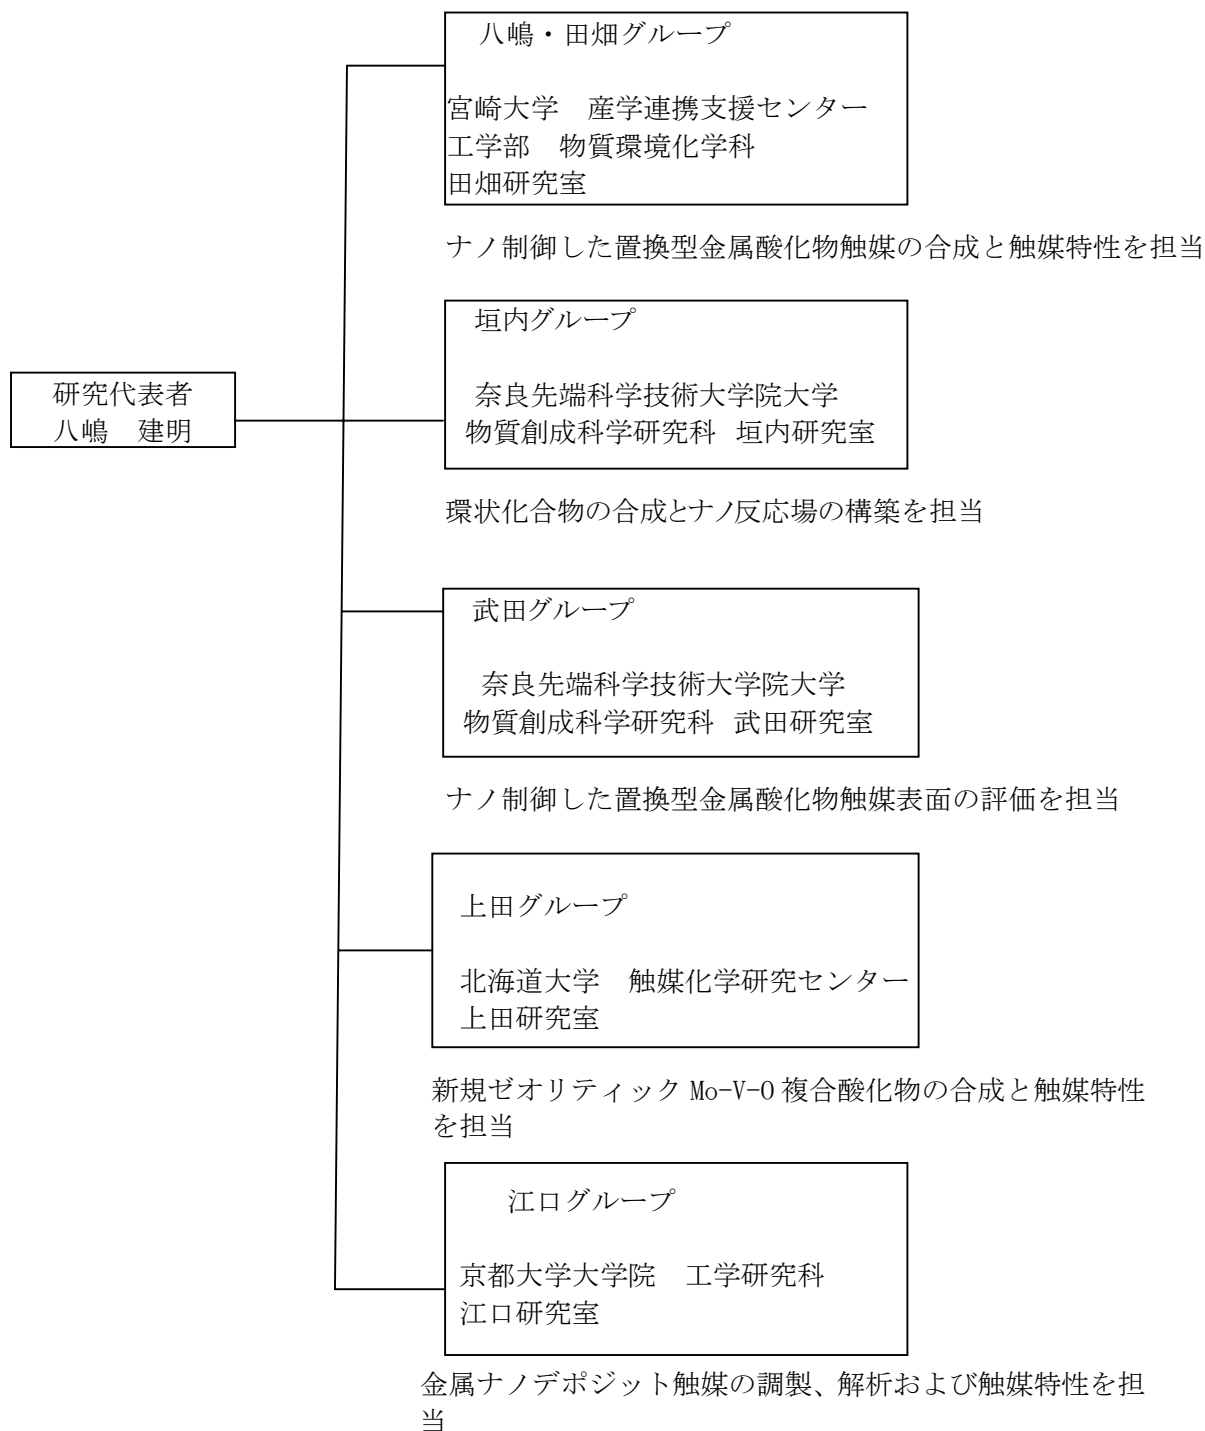 八嶋・田畑グループ
宮崎大学　産学連携支援センター
工学部　物質環境化学科
田畑研究室
ナノ制御した置換型金属酸化物触媒の合成と触媒特性を担当
垣内グループ
奈良先端科学技術大学院大学
物質創成科学研究科 垣内研究室
環状化合物の合成とナノ反応場の構築を担当
研究代表者
八嶋　建明
武田グループ
奈良先端科学技術大学院大学
物質創成科学研究科 武田研究室
ナノ制御した置換型金属酸化物触媒表面の評価を担当
上田グループ
北海道大学　触媒化学研究センター
上田研究室
新規ゼオリティック Mo-V-O 複合酸化物の合成と触媒特性
を担当
江口グループ
京都大学大学院　工学研究科
江口研究室
金属ナノデポジット触媒の調製、解析および触媒特性を担
当